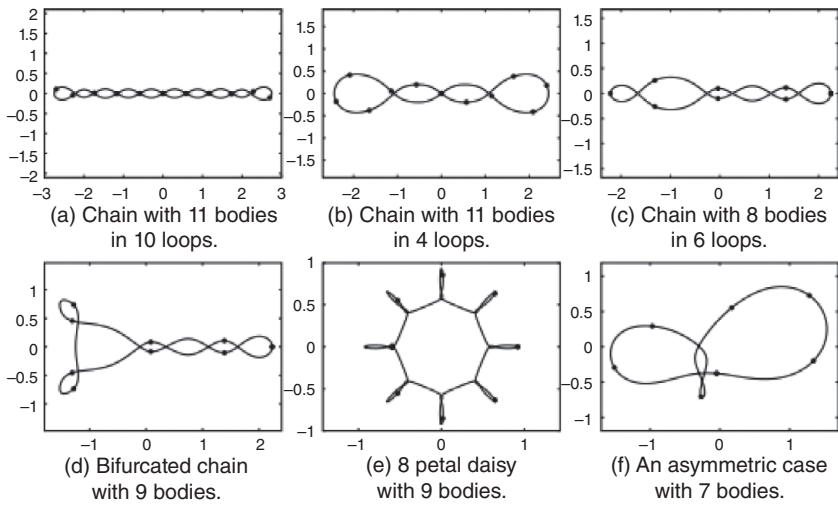 2
1.5
1
0.5
0
−0.5
−1
−1.5
−2
−3 −2 −1 0 1 2 3
(a) Chain with 11 bodies
in 10 loops.
1.5
1
0.5
0
−0.5
−1
−1.5
−2 −1 0 1 2
(b) Chain with 11 bodies
in 4 loops.
1.5
1
0.5
0
−0.5
−1
−1.5
−2 −1 0 1 2
(c) Chain with 8 bodies
in 6 loops.
1
0.5
0
−0.5
−1
−1 0 1 2
(d) Bifurcated chain
with 9 bodies.
1
0.5
0
−0.5
−1
−1 0 1
(e) 8 petal daisy
with 9 bodies.
1
0.5
0
−0.5
−1
−1 0 1
(f) An asymmetric case
with 7 bodies.